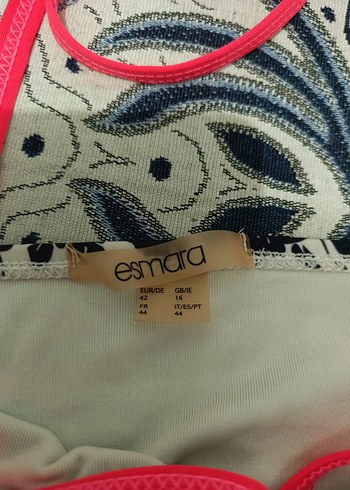 esmara
EUR/DE GB/IE
42 16
FR IT/ES/PT
44 44